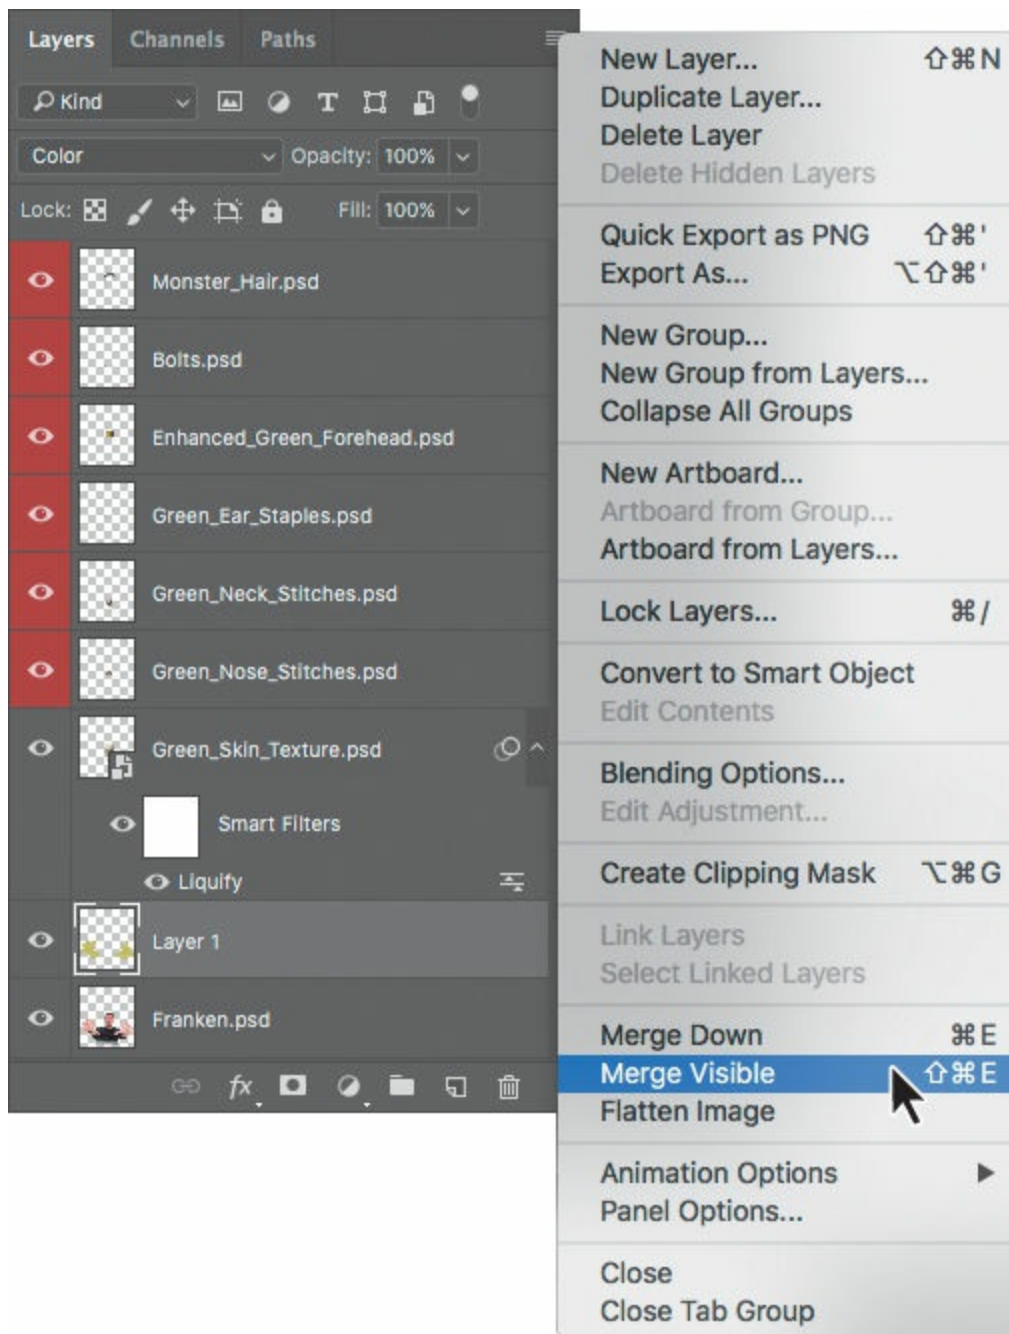 Layers Channels Paths
Kind
Color Opacity: 100%
Lock: Fill: 100%
Monster_Hair.psd
Bolts.psd
Enhanced_Green_Forehead.psd
Green_Ear_Staples.psd
Green_Neck_Stitches.psd
Green_Nose_Stitches.psd
Green_Skin_Texture.psd
Smart Filters
Liquify
Layer 1
Franken.psd
fx
New Layer... ⇧⌘N
Duplicate Layer...
Delete Layer
Delete Hidden Layers
Quick Export as PNG ⇧⌘'
Export As... ⌥⇧⌘'
New Group...
New Group from Layers...
Collapse All Groups
New Artboard...
Artboard from Group...
Artboard from Layers...
Lock Layers... ⌘/
Convert to Smart Object
Edit Contents
Blending Options...
Edit Adjustment...
Create Clipping Mask ⌥⌘G
Link Layers
Select Linked Layers
Merge Down ⌘E
Merge Visible ⇧⌘E
Flatten Image
Animation Options
Panel Options...
Close
Close Tab Group